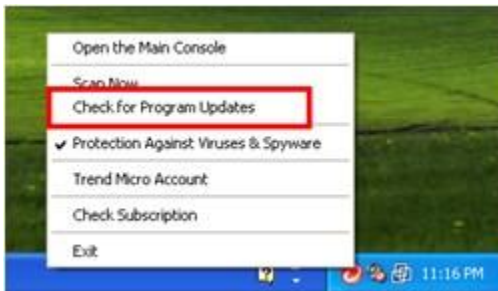 Open the Main Console
Scan Now
Check for Program Updates
Protection Against Viruses & Spyware
Trend Micro Account
Check Subscription
Exit
11:16 PM